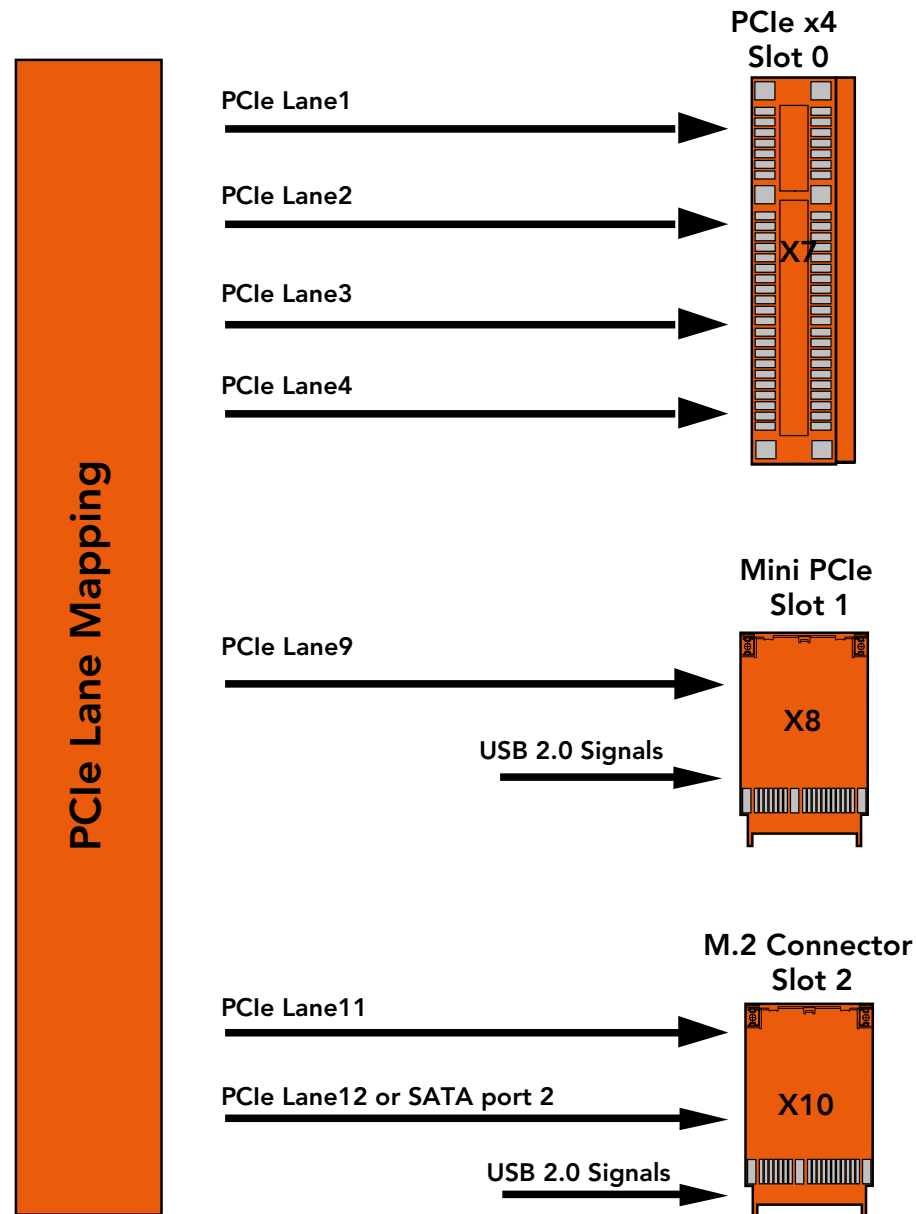 PCIe x4
Slot 0
PCIe Lane1
PCIe Lane2
X7
PCIe Lane3
PCIe Lane4
PCIe Lane Mapping
Mini PCIe
Slot 1
PCIe Lane9
X8
USB 2.0 Signals
M.2 Connector
Slot 2
PCIe Lane11
PCIe Lane12 or SATA port 2
X10
USB 2.0 Signals